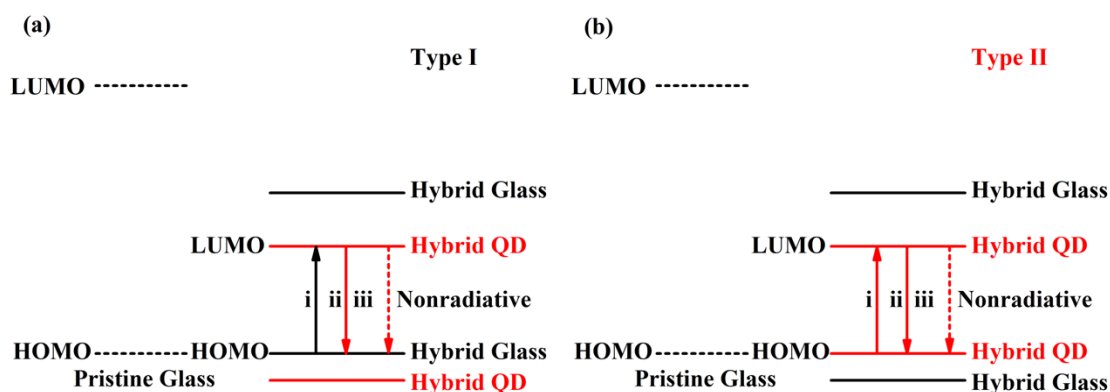 (a)
Type I
LUMO
Hybrid Glass
LUMO
Hybrid QD
i
ii
iii
Nonradiative
HOMO
HOMO
Hybrid Glass
Pristine Glass
Hybrid QD
(b)
Type II
LUMO
Hybrid Glass
LUMO
Hybrid QD
i
ii
iii
Nonradiative
HOMO
HOMO
Hybrid QD
Pristine Glass
Hybrid Glass